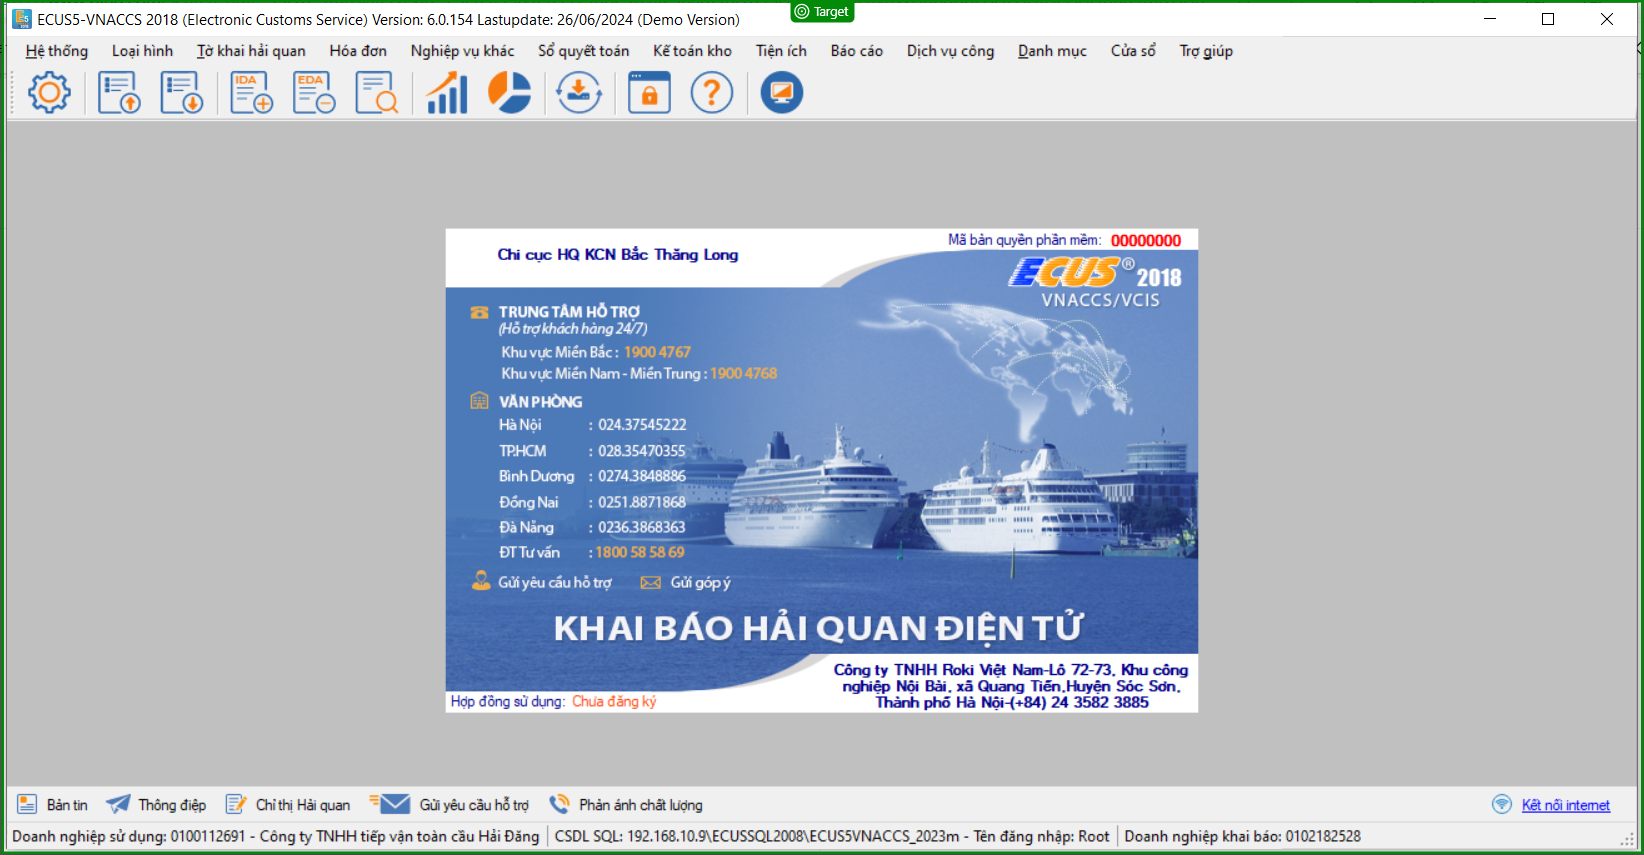 ECUS5-VNACCS 2018 (Electronic Customs Service) Version: 6.0.154 Lastupdate: 26/06/2024 (Demo Version)
Target
Hệ thống Loại hình Tờ khai hải quan Hóa đơn Nghiệp vụ khác Sổ quyết toán Kế toán kho Tiện ích Báo cáo Dịch vụ công Danh mục Cửa sổ Trợ giúp
IDA EDA
Mã bản quyền phần mềm: 00000000
Chi cục HQ KCN Bắc Thăng Long
ECUS® 2018
VNACCS/VCIS
TRUNG TÂM HỖ TRỢ
(Hỗ trợ khách hàng 24/7)
Khu vực Miền Bắc : 1900 4767
Khu vực Miền Nam - Miền Trung : 1900 4768
VĂN PHÒNG
Hà Nội : 024.37545222
TP.HCM : 028.35470355
Bình Dương : 0274.3848886
Đồng Nai : 0251.8871868
Đà Nẵng : 0236.3868363
ĐT Tư vấn : 1800 58 58 69
Gửi yêu cầu hỗ trợ Gửi góp ý
KHAI BÁO HẢI QUAN ĐIỆN TỬ
Công ty TNHH Roki Việt Nam-Lô 72-73, Khu công
nghiệp Nội Bài, xã Quang Tiến,Huyện Sóc Sơn,
Thành phố Hà Nội-(+84) 24 3582 3885
Hợp đồng sử dụng: Chưa đăng ký
Bản tin Thông điệp Chỉ thị Hải quan Gửi yêu cầu hỗ trợ Phản ánh chất lượng Kết nối internet
Doanh nghiệp sử dụng: 0100112691 - Công ty TNHH tiếp vận toàn cầu Hải Đăng CSDL SQL: 192.168.10.9\ECUSSQL2008\ECUS5VNACCS_2023m - Tên đăng nhập: Root Doanh nghiệp khai báo: 0102182528